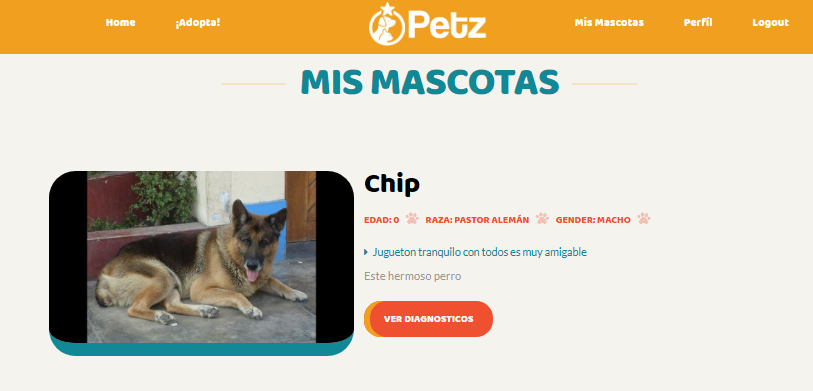 Home ¡Adopta! Petz Mis Mascotas Perfil Logout
MIS MASCOTAS
Chip
EDAD: 0 RAZA: PASTOR ALEMÁN GENDER: MACHO
Jugueton tranquilo con todos es muy amigable
Este hermoso perro
VER DIAGNOSTICOS